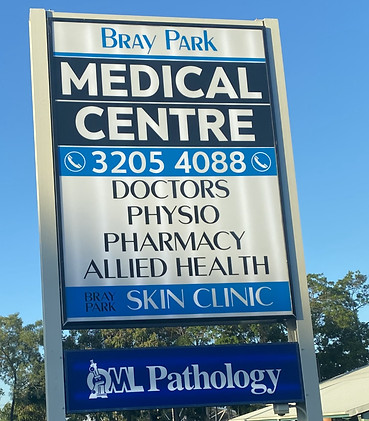 BRAY PARK
MEDICAL
CENTRE
3205 4088
DOCTORS
PHYSIO
PHARMACY
ALLIED HEALTH
BRAY PARK SKIN CLINIC
QML Pathology